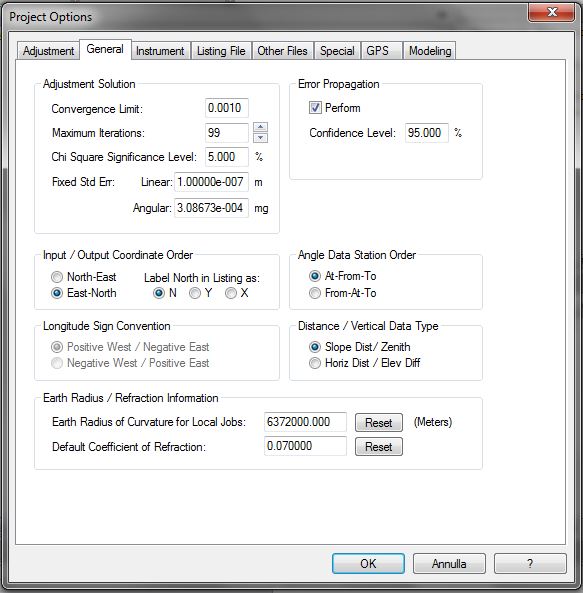 Project Options
Adjustment General Instrument Listing File Other Files Special GPS Modeling
Adjustment Solution
Convergence Limit: 0.0010
Maximum Iterations: 99
Chi Square Significance Level: 5.000 %
Fixed Std Err: Linear: 1.00000e-007 m
Angular: 3.08673e-004 mg
Error Propagation
Perform
Confidence Level: 95.000 %
Input / Output Coordinate Order
North-East Label North in Listing as:
East-North N Y X
Angle Data Station Order
At-From-To
From-At-To
Longitude Sign Convention
Positive West / Negative East
Negative West / Positive East
Distance / Vertical Data Type
Slope Dist/ Zenith
Horiz Dist / Elev Diff
Earth Radius / Refraction Information
Earth Radius of Curvature for Local Jobs: 6372000.000 Reset (Meters)
Default Coefficient of Refraction: 0.070000 Reset
OK Annulla ?